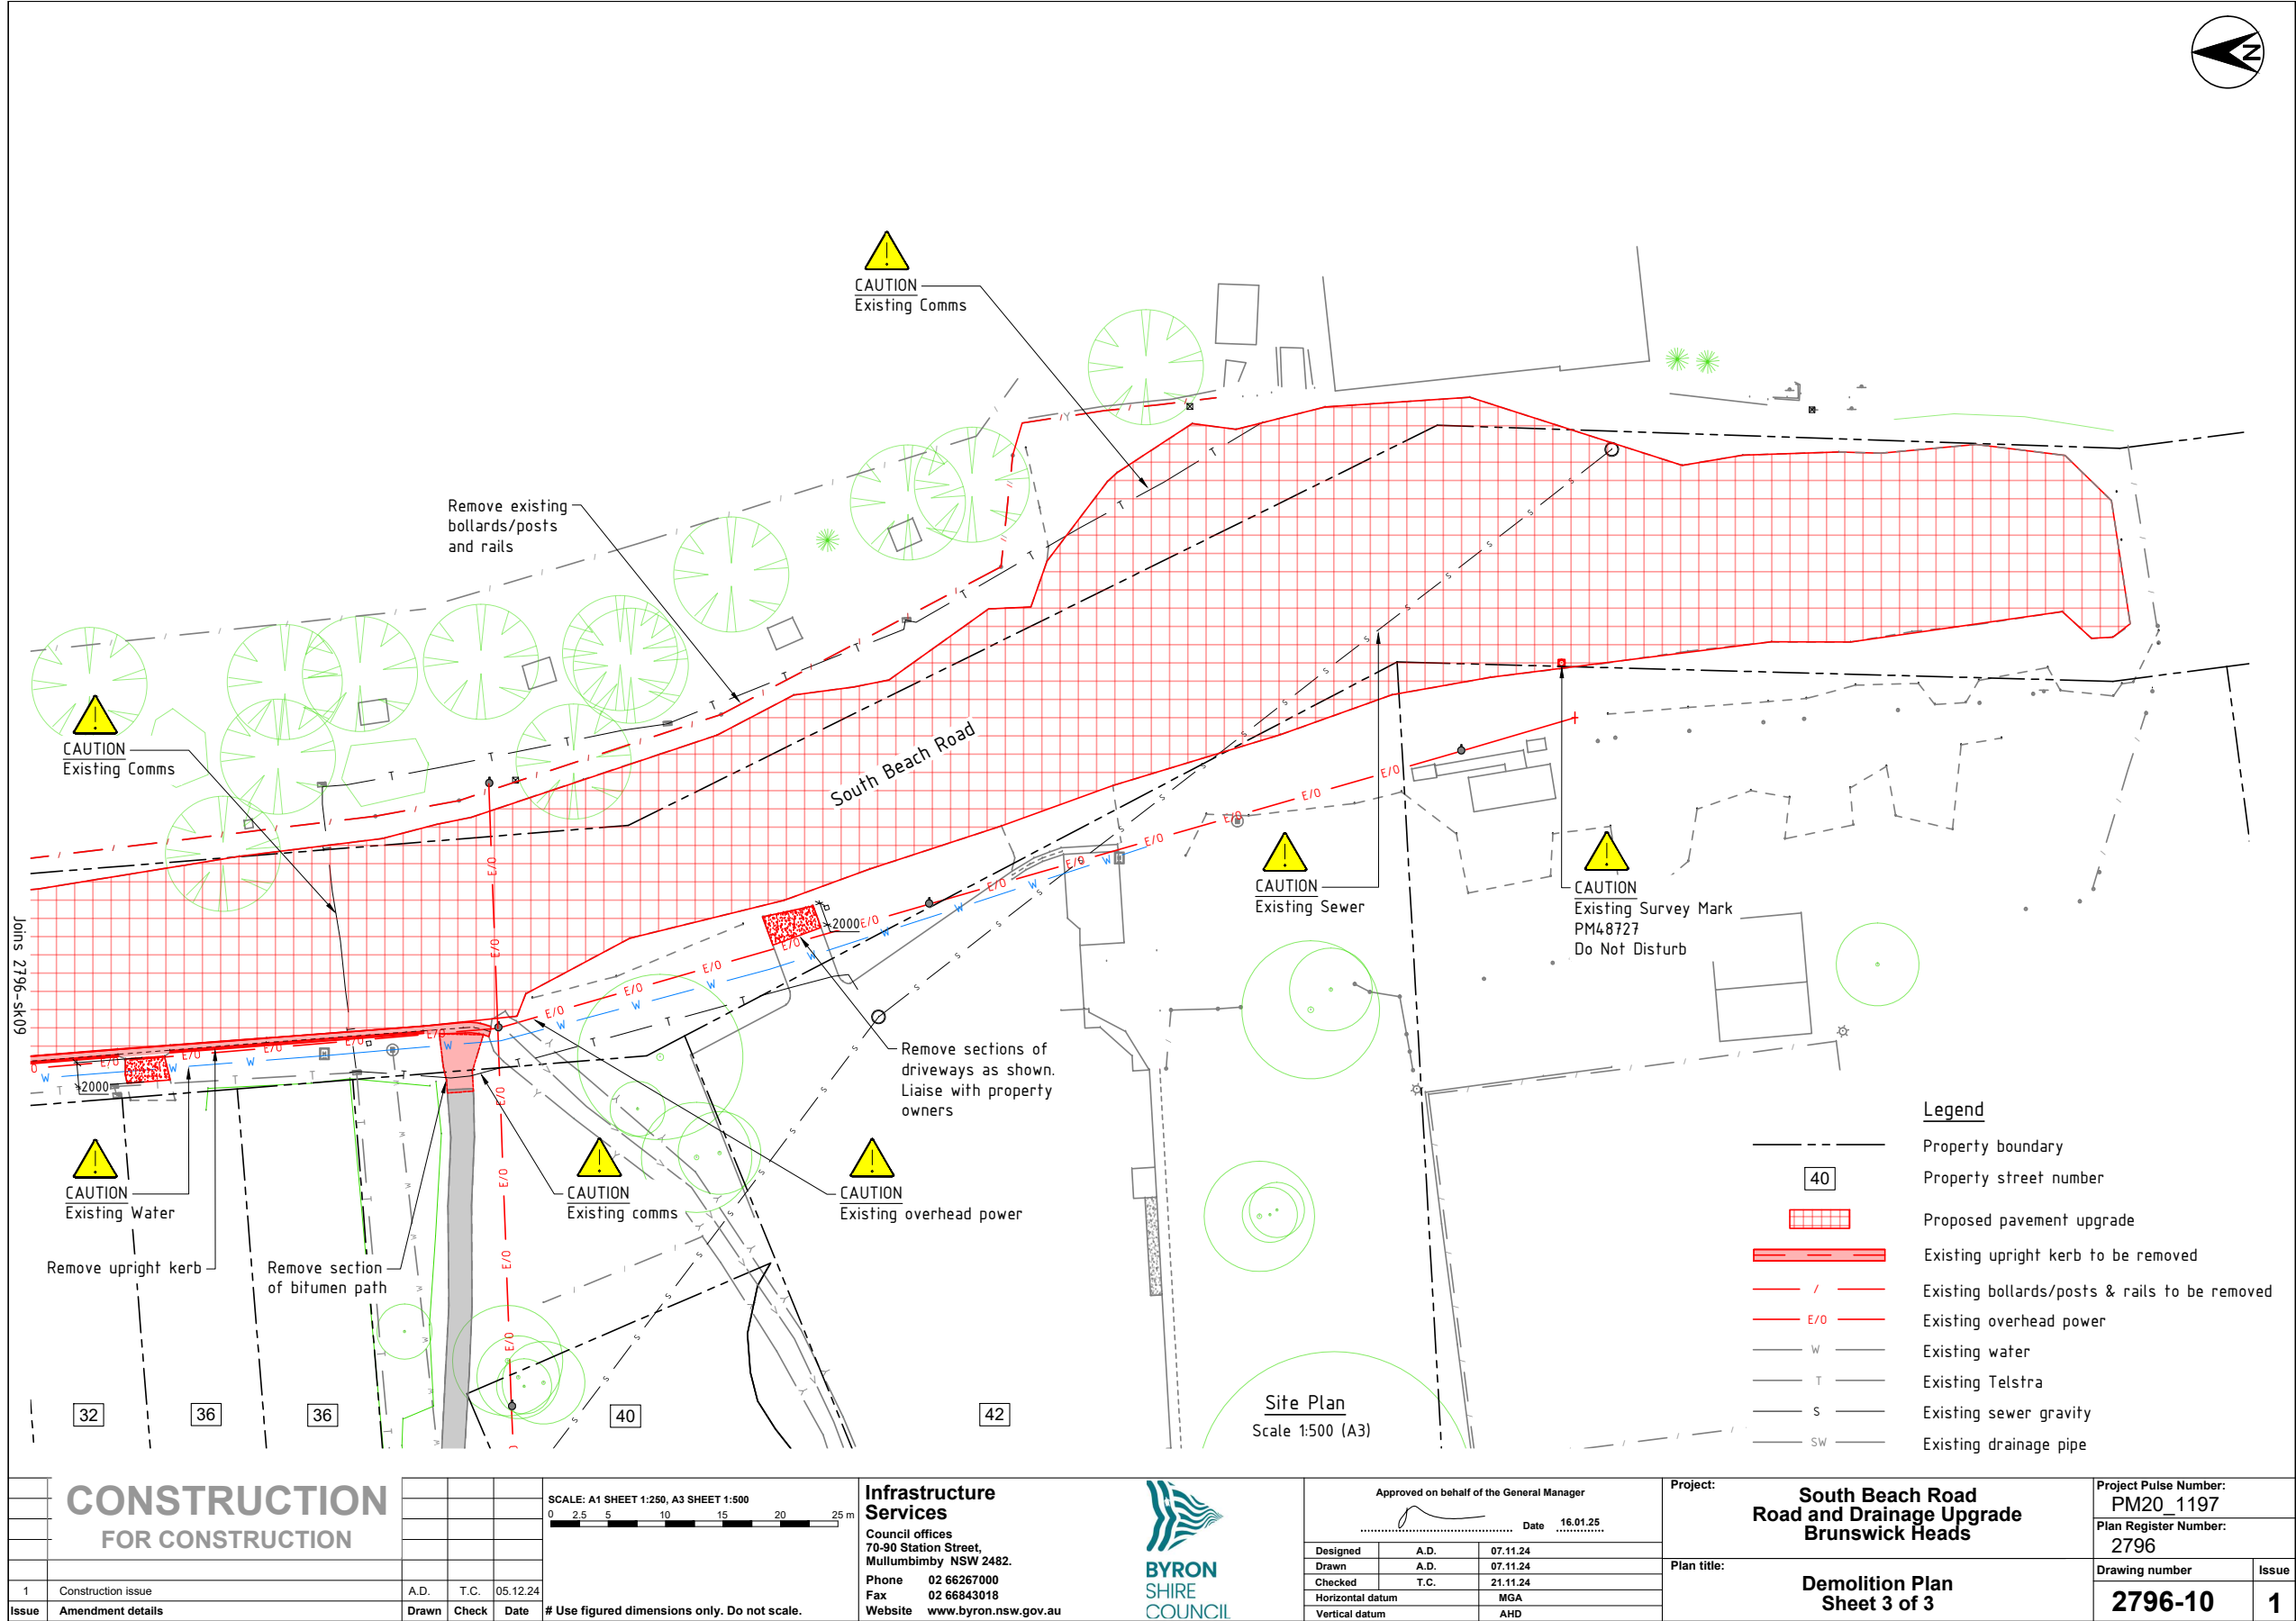 N
CAUTION
Existing Comms
Remove existing
bollards/posts
and rails
CAUTION
Existing Comms
South Beach Road
Joins 2796-sk09
2000
2000
CAUTION
Existing Sewer
CAUTION
Existing Survey Mark
PM48727
Do Not Disturb
Remove sections of
driveways as shown.
Liaise with property
owners
CAUTION
Existing Water
CAUTION
Existing comms
CAUTION
Existing overhead power
Remove upright kerb
Remove section
of bitumen path
32
36
36
40
42
Site Plan
Scale 1:500 (A3)
Legend
Property boundary
40 Property street number
Proposed pavement upgrade
Existing upright kerb to be removed
/ Existing bollards/posts & rails to be removed
E/O Existing overhead power
W Existing water
T Existing Telstra
S Existing sewer gravity
SW Existing drainage pipe
CONSTRUCTION
FOR CONSTRUCTION
1 Construction issue A.D. T.C. 05.12.24
Issue Amendment details Drawn Check Date
SCALE: A1 SHEET 1:250, A3 SHEET 1:500
0 2.5 5 10 15 20 25 m
# Use figured dimensions only. Do not scale.
Infrastructure
Services
Council offices
70-90 Station Street,
Mullumbimby NSW 2482.
Phone 02 66267000
Fax 02 66843018
Website www.byron.nsw.gov.au
BYRON
SHIRE
COUNCIL
Approved on behalf of the General Manager
Date 16.01.25
Designed A.D. 07.11.24
Drawn A.D. 07.11.24
Checked T.C. 21.11.24
Horizontal datum MGA
Vertical datum AHD
Project:
South Beach Road
Road and Drainage Upgrade
Brunswick Heads
Plan title:
Demolition Plan
Sheet 3 of 3
Project Pulse Number:
PM20_1197
Plan Register Number:
2796
Drawing number Issue
2796-10 1